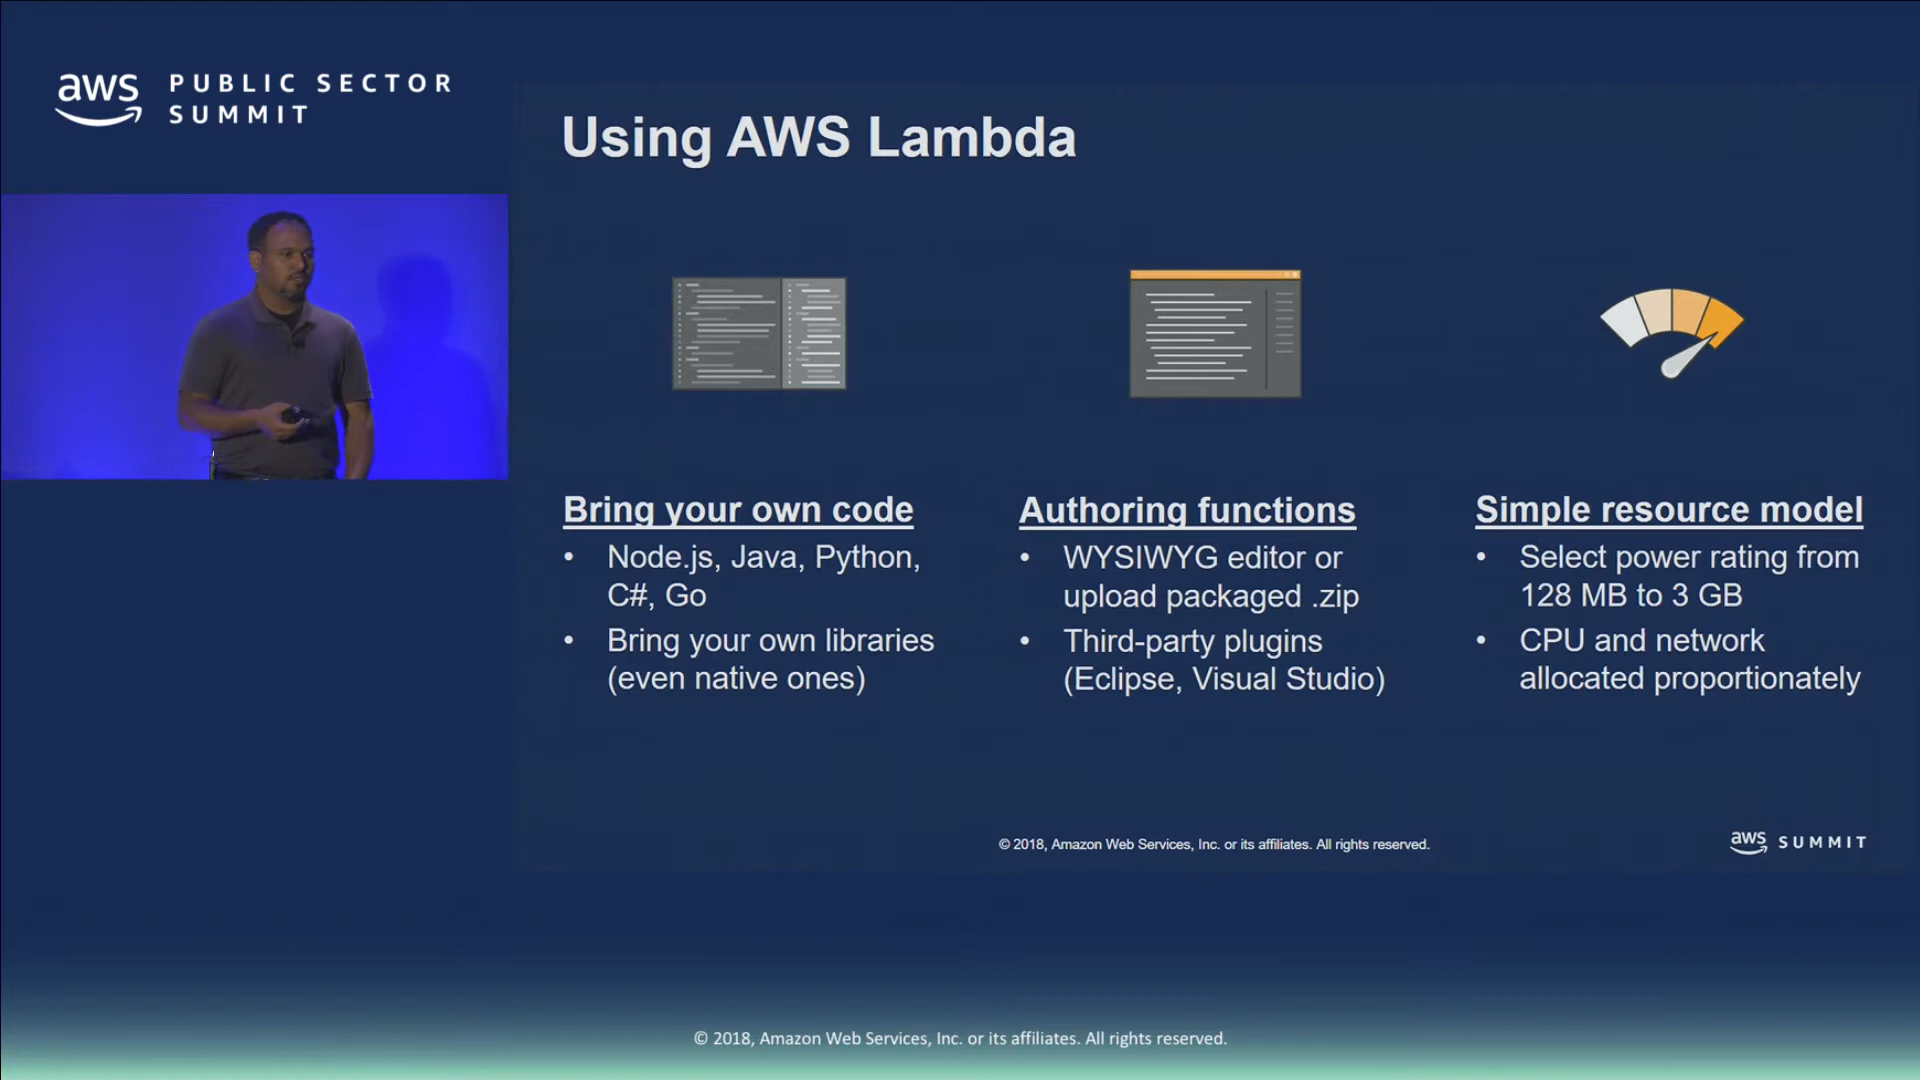 aws PUBLIC SECTOR
SUMMIT
Using AWS Lambda
Bring your own code
• Node.js, Java, Python,
C#, Go
• Bring your own libraries
(even native ones)
Authoring functions
• WYSIWYG editor or
upload packaged .zip
• Third-party plugins
(Eclipse, Visual Studio)
Simple resource model
• Select power rating from
128 MB to 3 GB
• CPU and network
allocated proportionately
© 2018, Amazon Web Services, Inc. or its affiliates. All rights reserved.
aws SUMMIT
© 2018, Amazon Web Services, Inc. or its affiliates. All rights reserved.